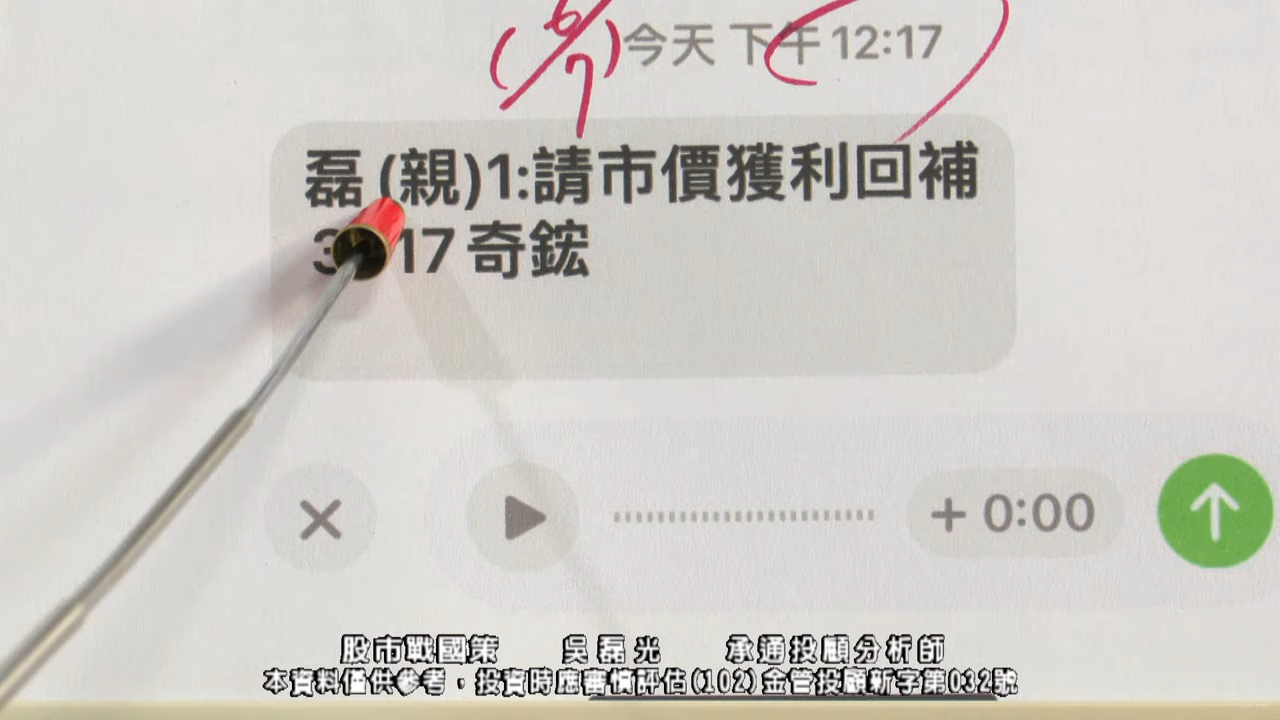 今天 下午 12:17
磊 (親)1:請市價獲利回補
3 17 奇鋐
+ 0:00
股市戰國策 吳磊光 承通投顧分析師
本資料僅供參考,投資時應審慎評估(102)金管投顧新字第032號